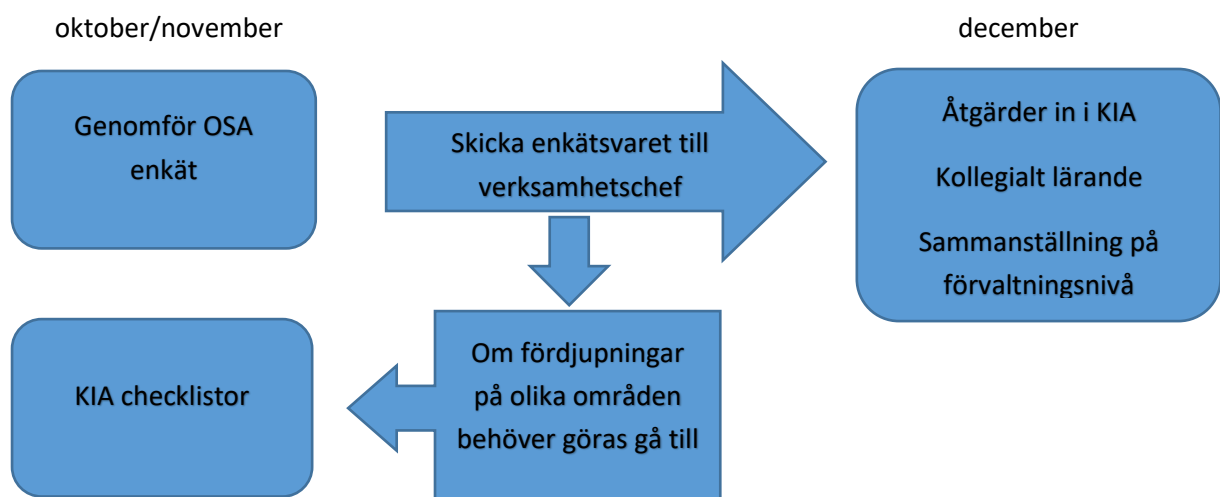 oktober/november
december
Genomför OSA
enkät
Skicka enkätsvaret till
verksamhetschef
Åtgärder in i KIA
Kollegialt lärande
Sammanställning på
förvaltningsnivå
KIA checklistor
Om fördjupningar
på olika områden
behöver göras gå till